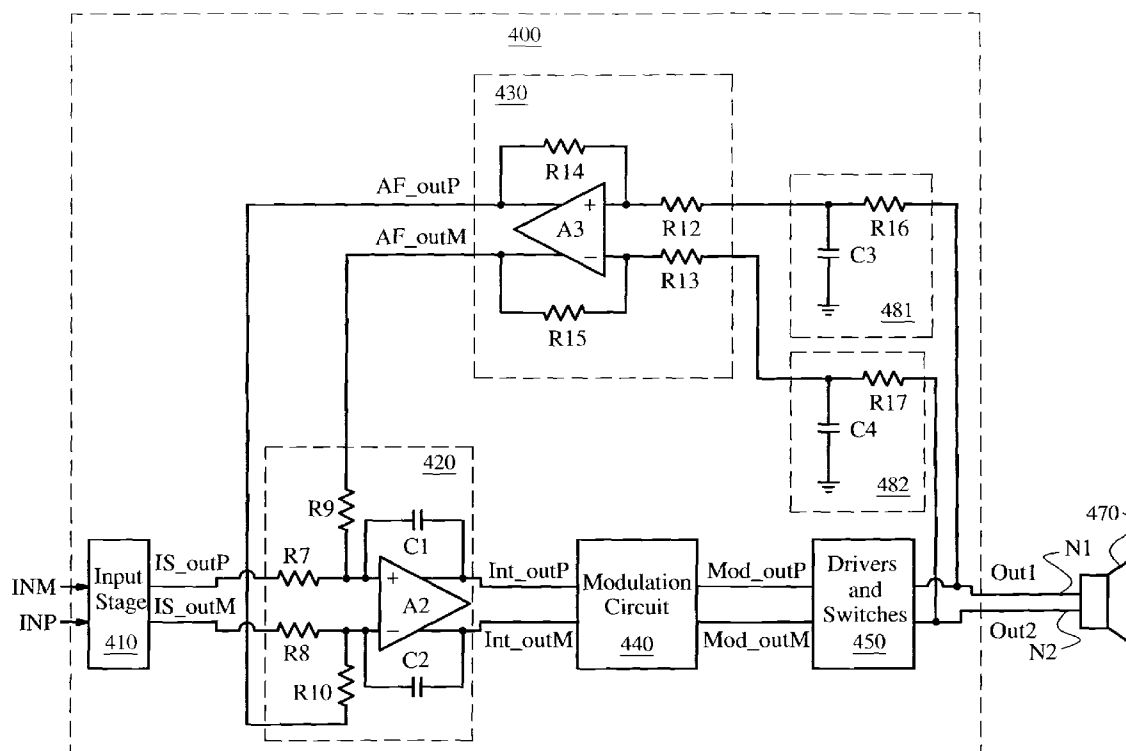 400
430
R14
AF_outP
+
A3
R12
R16
C3
AF_outM
−
R13
481
R15
R17
C4
420
482
R9
470
C1
IS_outP
R7
Int_outP
Mod_outP
Out1
N1
INM
Input
Stage
410
+
A2
−
Modulation
Circuit
440
Drivers
and
Switches
450
INP
IS_outM
R8
C2
Int_outM
Mod_outM
Out2
N2
R10